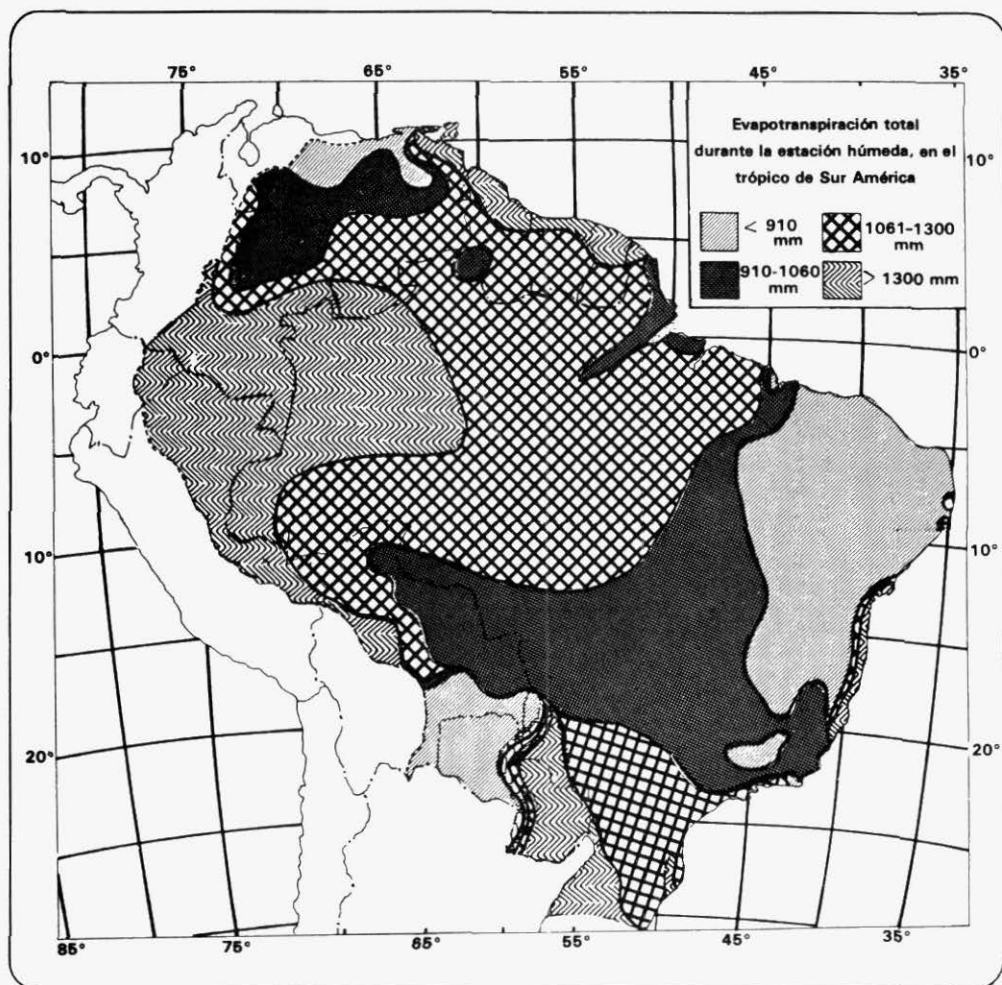 75° 65° 55° 45° 35°
Evapotranspiración total
durante la estación húmeda, en el
trópico de Sur América
< 910
mm
1061-1300
mm
910-1060
mm
> 1300 mm
10° 10°
0° 0°
10° 10°
20° 20°
85° 75° 65° 55° 45° 35°